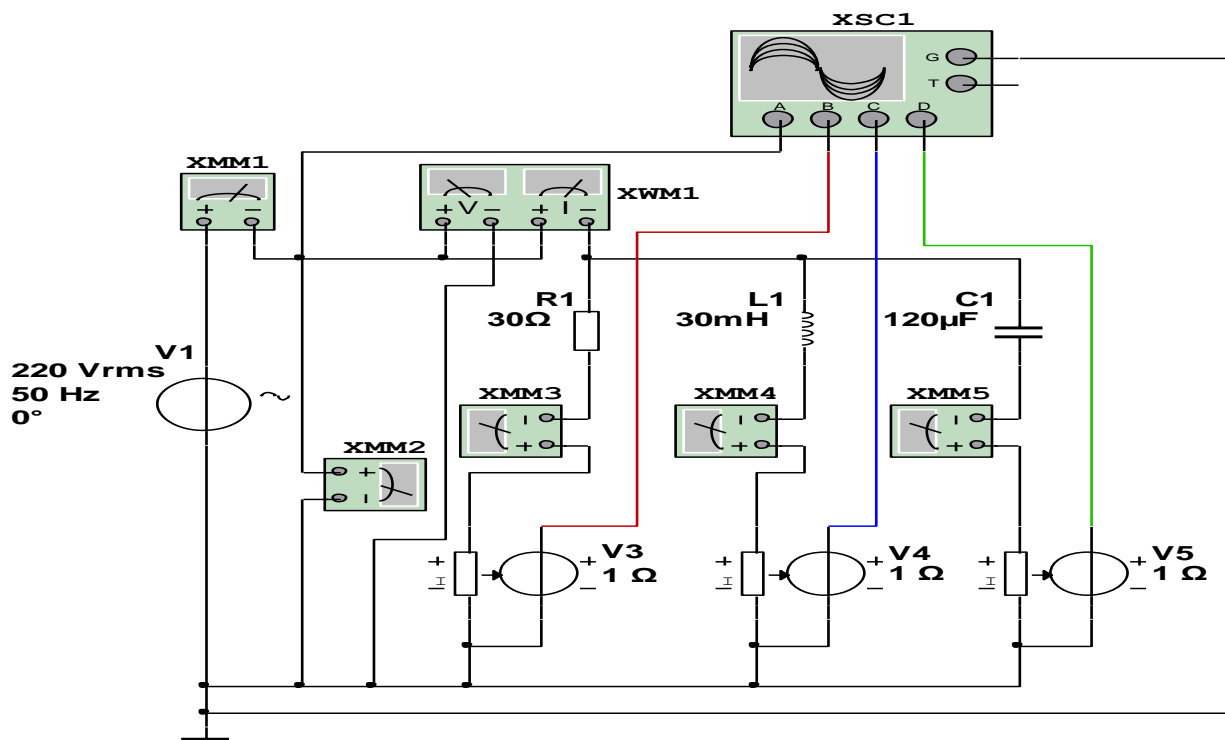 XSC1
G
T
A B C D
XMM1
+ −
XWM1
+ V − + I −
R1
30Ω
L1
30mH
C1
120µF
V1
220 Vrms
50 Hz
0°
XMM3
XMM4
XMM5
XMM2
V3
1 Ω
V4
1 Ω
V5
1 Ω